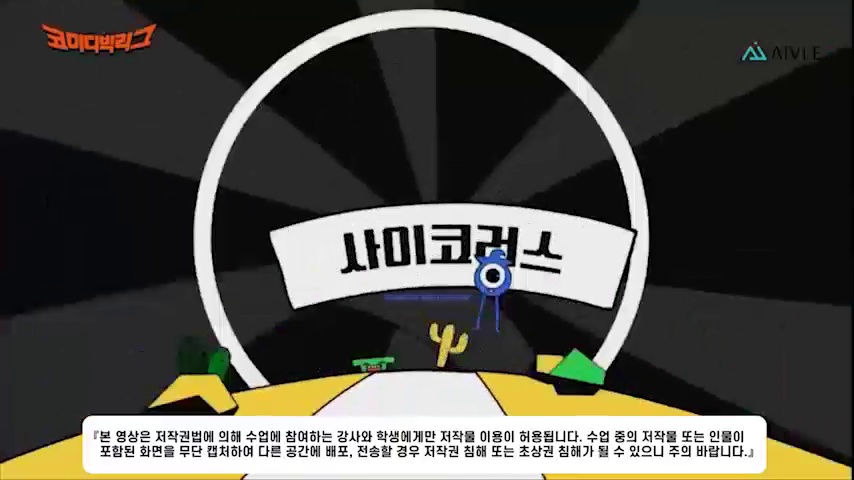 코미디빅리그
AIVLE
사이코러스
『본 영상은 저작권법에 의해 수업에 참여하는 강사와 학생에게만 저작물 이용이 허용됩니다. 수업 중의 저작물 또는 인물이
포함된 화면을 무단 캡처하여 다른 공간에 배포, 전송할 경우 저작권 침해 또는 초상권 침해가 될 수 있으니 주의 바랍니다.』